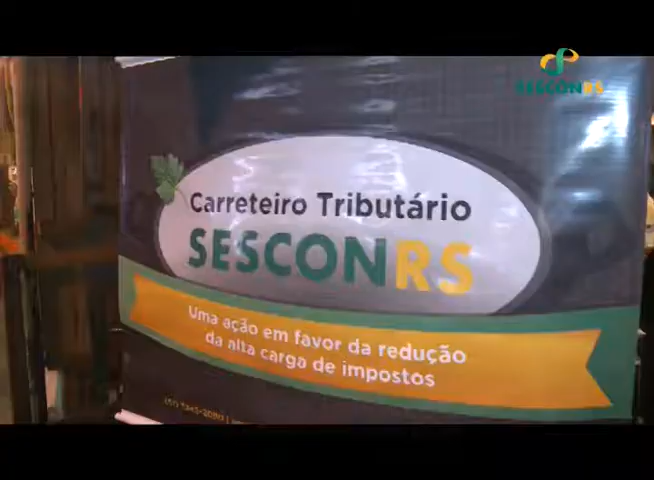 SESCONRS
Carreteiro Tributário
SESCONRS
Uma ação em favor da redução
da alta carga de impostos